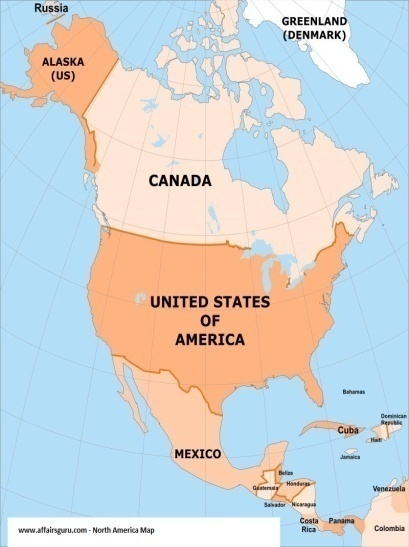 Russia
GREENLAND
(DENMARK)
ALASKA
(US)
CANADA
UNITED STATES
OF
AMERICA
Bahamas
Dominican
Republic
Cuba
Haiti
Jamaica
MEXICO
Belize
Guatemala
Honduras
Salvador
Nicaragua
Venezuela
Costa
Rica
Panama
Colombia
www.affairsguru.com - North America Map